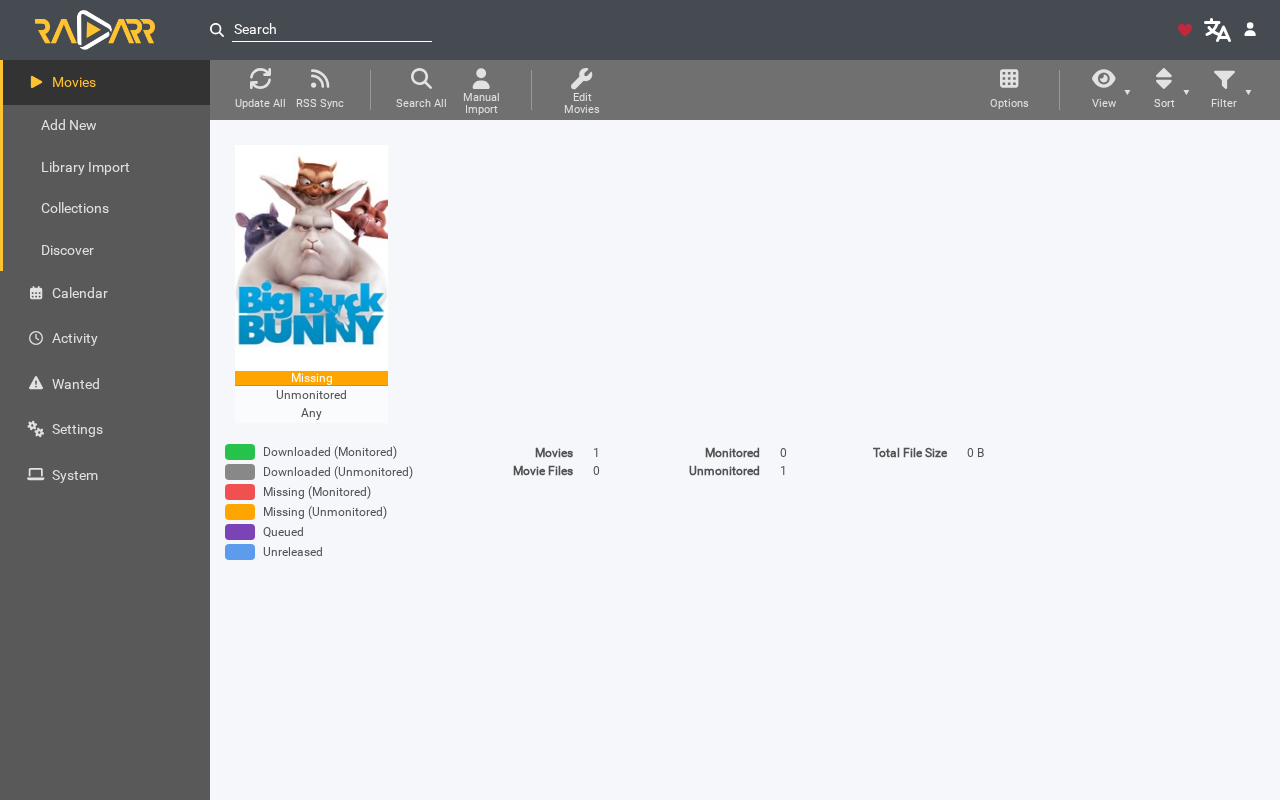 RADARR
Search
Movies
Add New
Library Import
Collections
Discover
Calendar
Activity
Wanted
Settings
System
Update All
RSS Sync
Search All
Manual
Import
Edit
Movies
Options
View
Sort
Filter
Big Buck
BUNNY
Missing
Unmonitored
Any
Downloaded (Monitored)
Downloaded (Unmonitored)
Missing (Monitored)
Missing (Unmonitored)
Queued
Unreleased
Movies 1
Movie Files 0
Monitored 0
Unmonitored 1
Total File Size 0 B